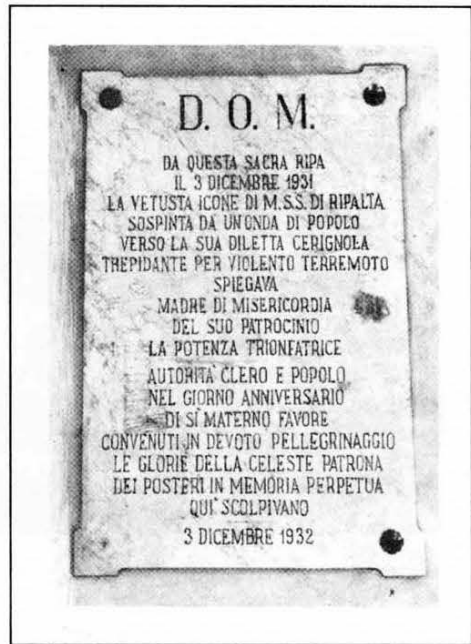 D. O. M.
DA QUESTA SACRA RIPA
IL 3 DICEMBRE 1931
LA VETUSTA ICONE DI M.S.S. DI RIPALTA
SOSPINTA DA UN'ONDA DI POPOLO
VERSO LA SUA DILETTA CERIGNOLA
TREPIDANTE PER VIOLENTO TERREMOTO
SPIEGAVA
MADRE DI MISERICORDIA
DEL SUO PATROCINIO
LA POTENZA TRIONFATRICE
AUTORITÀ CLERO E POPOLO
NEL GIORNO ANNIVERSARIO
DI SÌ MATERNO FAVORE
CONVENUTI IN DEVOTO PELLEGRINAGGIO
LE GLORIE DELLA CELESTE PATRONA
DEI POSTERI IN MEMORIA PERPETUA
QUI' SCOLPIVANO
3 DICEMBRE 1932